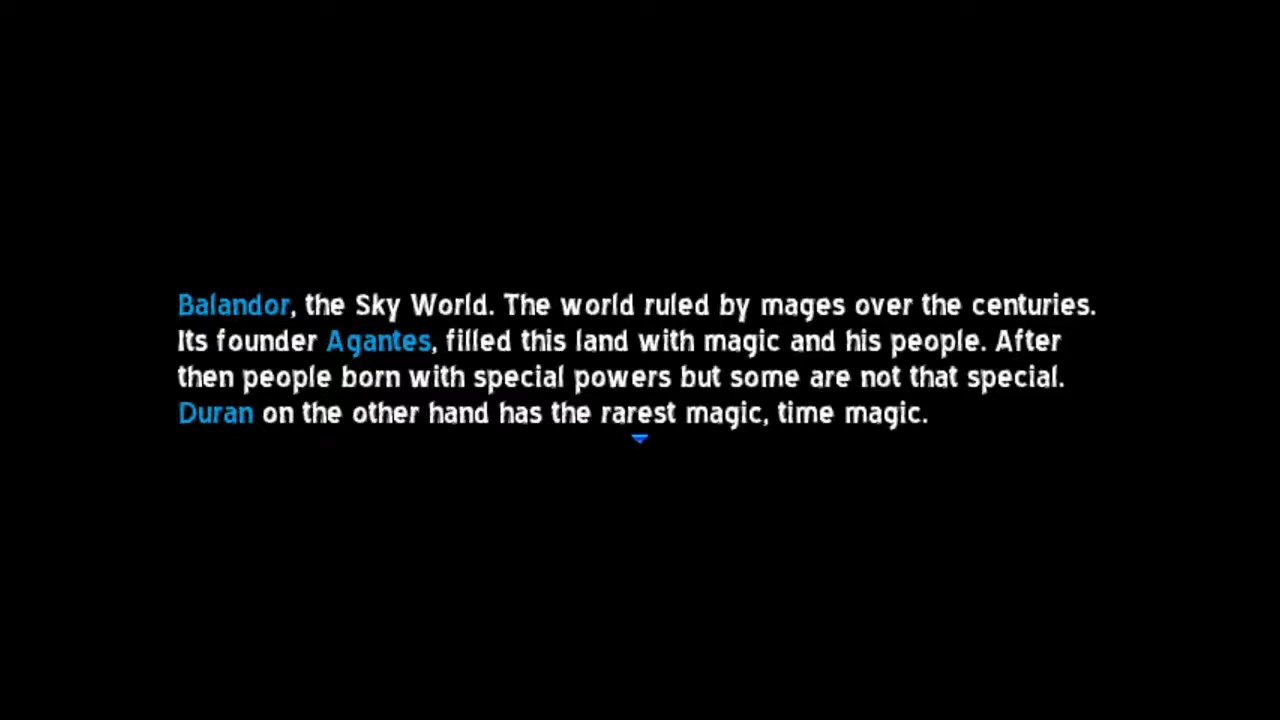 Balandor, the Sky World. The world ruled by mages over the centuries.
Its founder Agantes, filled this land with magic and his people. After
then people born with special powers but some are not that special.
Duran on the other hand has the rarest magic, time magic.